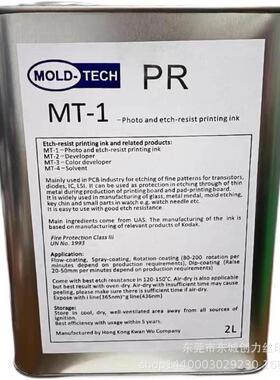 MOLD-TECH
PR
MT-1 -Photo and etch-resist printing ink
Etch-resist printing ink and related products:
MT-1 -Photo and etch-resist printing ink
MT-2 -Developer
MT-3 -Color developer
MT-4 -Solvent
Mainly used in PCB industry for etching of fine patterns for transistors,
diodes, IC, LSI. It can be used as protection in etching through of thin
metal during production of printing board and pad-printing board.
Widely used in manufacturing of glass, metal medal, mold etching,
key chin and small parts in watch e.g. watch needle etc.
It is easy to use with good etch resistance.
Main ingredients come from UAS. The manufacturing of the ink is
based on manufacturing of relevant products of Kodak.
Fire Protection Class III
UN No. 1993
Application:
Flow-coating, Spray-coating, Rotation-coating (80-200 rotation per
minutes depend on production requirements), Dip-coating (Raise
20-50mm per minutes depend on production requirements)
Come with best etch resistance in 120-150°C. Air-dry is also applicable
but best use with oven. Air-dry with insufficient time may cause
peeling, please make sure there is sufficient time if air-dry.
Expose with i line(365nm)-g line(436nm)
Storage:
Store in cool, dry, well-ventilated area away from all sources of
ignition.
Best efficiency with usage within 5 years.
2L
Manufactured by Hong Kong Kwan Wo Company
东莞市东城创力丝印
shop1440003029230.1688